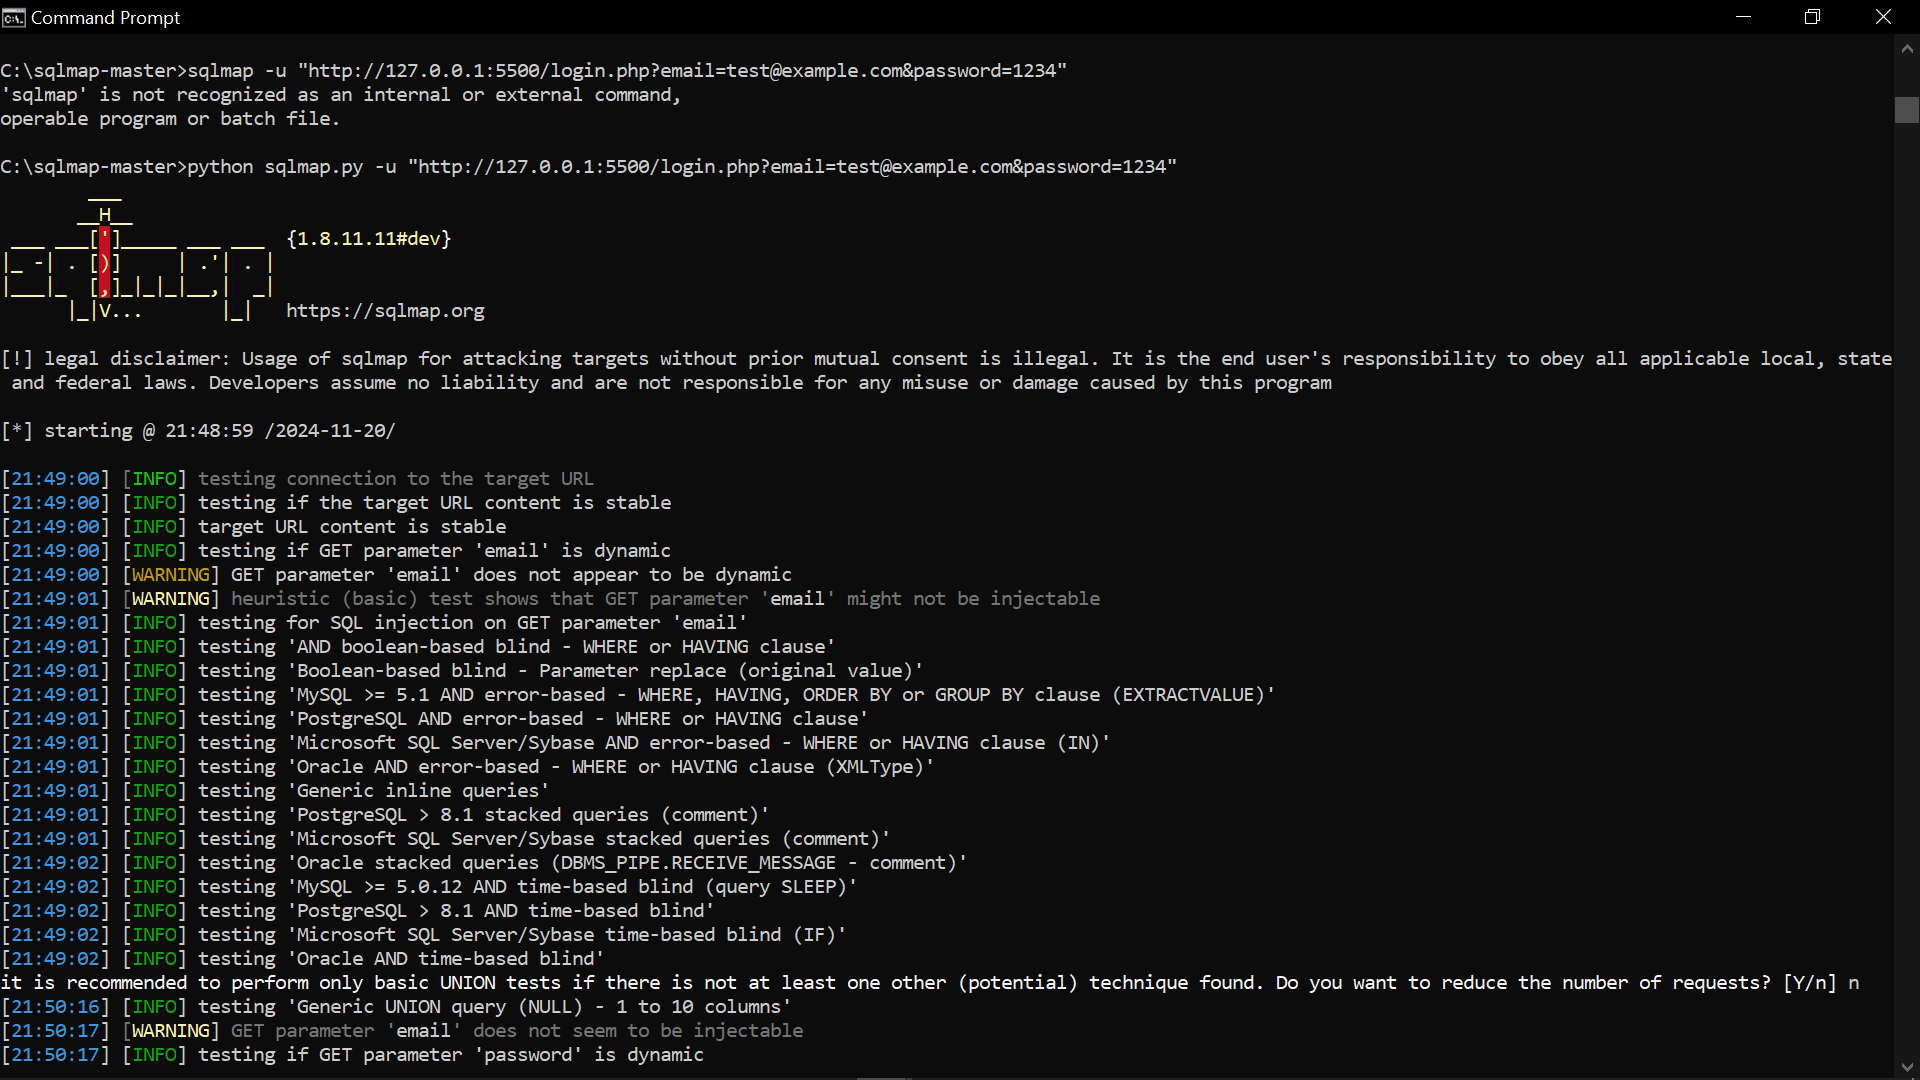 Command Prompt
C:\sqlmap-master>sqlmap -u "http://127.0.0.1:5500/login.php?email=test@example.com&password=1234"
'sqlmap' is not recognized as an internal or external command,
operable program or batch file.
C:\sqlmap-master>python sqlmap.py -u "http://127.0.0.1:5500/login.php?email=test@example.com&password=1234"
        ___
       __H__
 ___ ___[']_____ ___ ___  {1.8.11.11#dev}
|_ -| . [)]     | .'| . |
|___|_  [,]_|_|_|__,|  _|
      |_|V...       |_|   https://sqlmap.org
[!] legal disclaimer: Usage of sqlmap for attacking targets without prior mutual consent is illegal. It is the end user's responsibility to obey all applicable local, state
 and federal laws. Developers assume no liability and are not responsible for any misuse or damage caused by this program
[*] starting @ 21:48:59 /2024-11-20/
[21:49:00] [INFO] testing connection to the target URL
[21:49:00] [INFO] testing if the target URL content is stable
[21:49:00] [INFO] target URL content is stable
[21:49:00] [INFO] testing if GET parameter 'email' is dynamic
[21:49:00] [WARNING] GET parameter 'email' does not appear to be dynamic
[21:49:01] [WARNING] heuristic (basic) test shows that GET parameter 'email' might not be injectable
[21:49:01] [INFO] testing for SQL injection on GET parameter 'email'
[21:49:01] [INFO] testing 'AND boolean-based blind - WHERE or HAVING clause'
[21:49:01] [INFO] testing 'Boolean-based blind - Parameter replace (original value)'
[21:49:01] [INFO] testing 'MySQL >= 5.1 AND error-based - WHERE, HAVING, ORDER BY or GROUP BY clause (EXTRACTVALUE)'
[21:49:01] [INFO] testing 'PostgreSQL AND error-based - WHERE or HAVING clause'
[21:49:01] [INFO] testing 'Microsoft SQL Server/Sybase AND error-based - WHERE or HAVING clause (IN)'
[21:49:01] [INFO] testing 'Oracle AND error-based - WHERE or HAVING clause (XMLType)'
[21:49:01] [INFO] testing 'Generic inline queries'
[21:49:01] [INFO] testing 'PostgreSQL > 8.1 stacked queries (comment)'
[21:49:01] [INFO] testing 'Microsoft SQL Server/Sybase stacked queries (comment)'
[21:49:02] [INFO] testing 'Oracle stacked queries (DBMS_PIPE.RECEIVE_MESSAGE - comment)'
[21:49:02] [INFO] testing 'MySQL >= 5.0.12 AND time-based blind (query SLEEP)'
[21:49:02] [INFO] testing 'PostgreSQL > 8.1 AND time-based blind'
[21:49:02] [INFO] testing 'Microsoft SQL Server/Sybase time-based blind (IF)'
[21:49:02] [INFO] testing 'Oracle AND time-based blind'
it is recommended to perform only basic UNION tests if there is not at least one other (potential) technique found. Do you want to reduce the number of requests? [Y/n] n
[21:50:16] [INFO] testing 'Generic UNION query (NULL) - 1 to 10 columns'
[21:50:17] [WARNING] GET parameter 'email' does not seem to be injectable
[21:50:17] [INFO] testing if GET parameter 'password' is dynamic